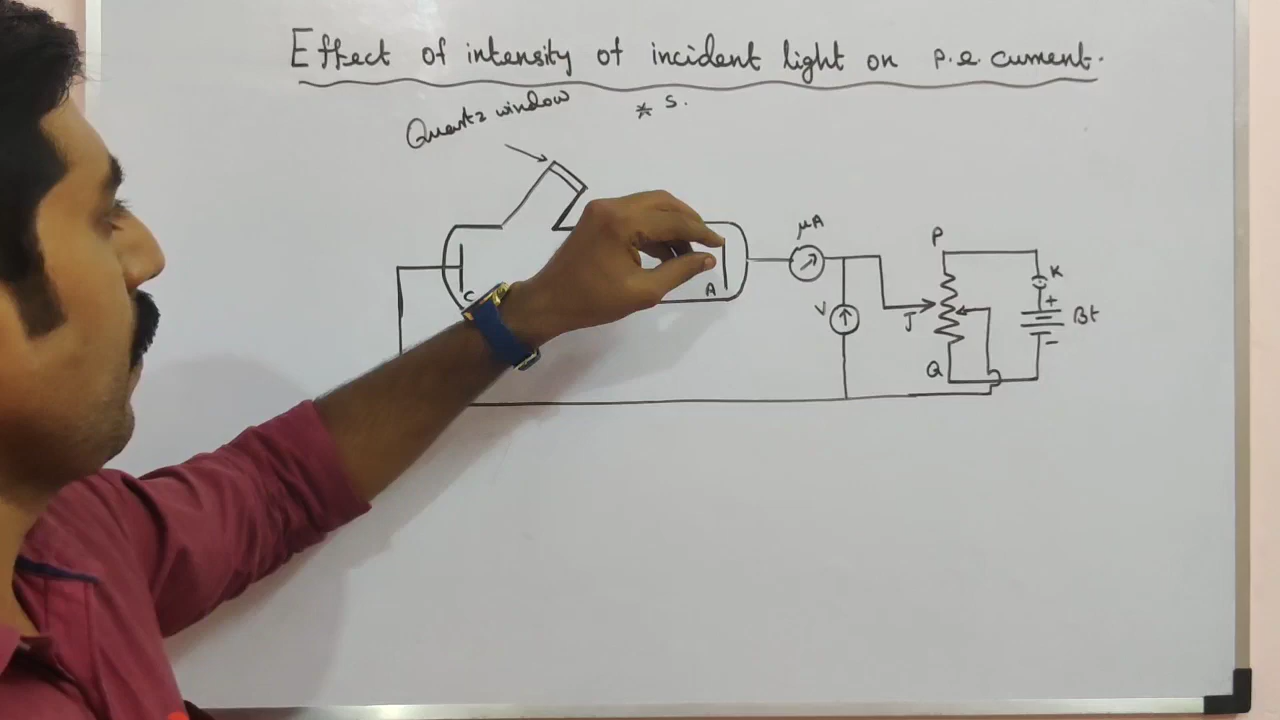 Effect of intensity of incident light on p.e current.
Quartz window
* S.
μA
P
K
+
C
A
V
J
Bt
-
Q